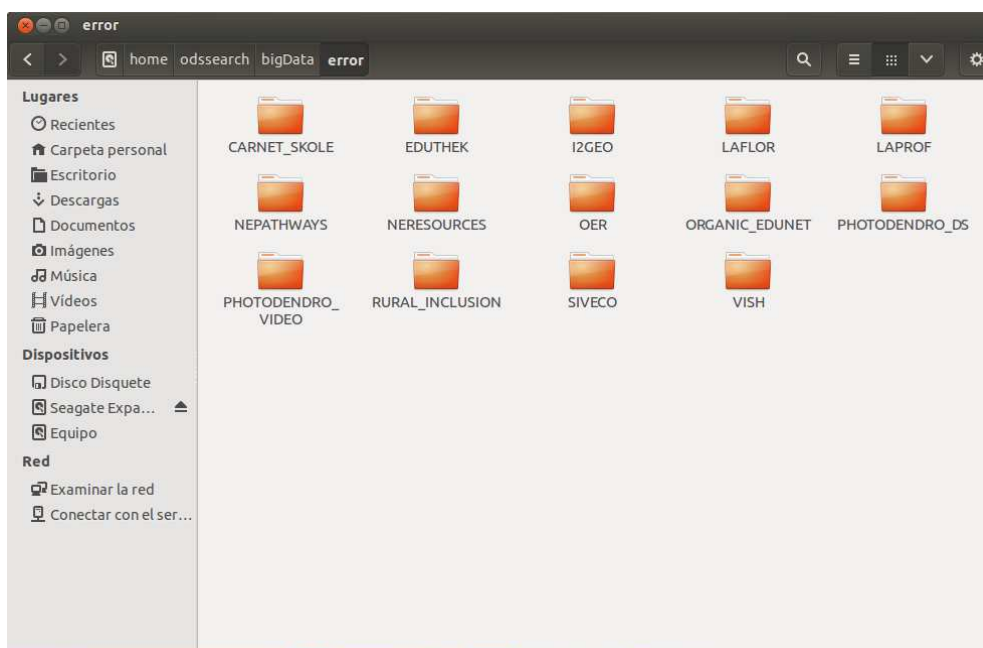 error
home odssearch bigData error
Lugares
Recientes
Carpeta personal
Escritorio
Descargas
Documentos
Imágenes
Música
Vídeos
Papelera
Dispositivos
Disco Disquete
Seagate Expa...
Equipo
Red
Examinar la red
Conectar con el ser...
CARNET_SKOLE EDUTHEK I2GEO LAFLOR LAPROF
NEPATHWAYS NERESOURCES OER ORGANIC_EDUNET PHOTODENDRO_DS
PHOTODENDRO_
VIDEO
RURAL_INCLUSION SIVECO VISH